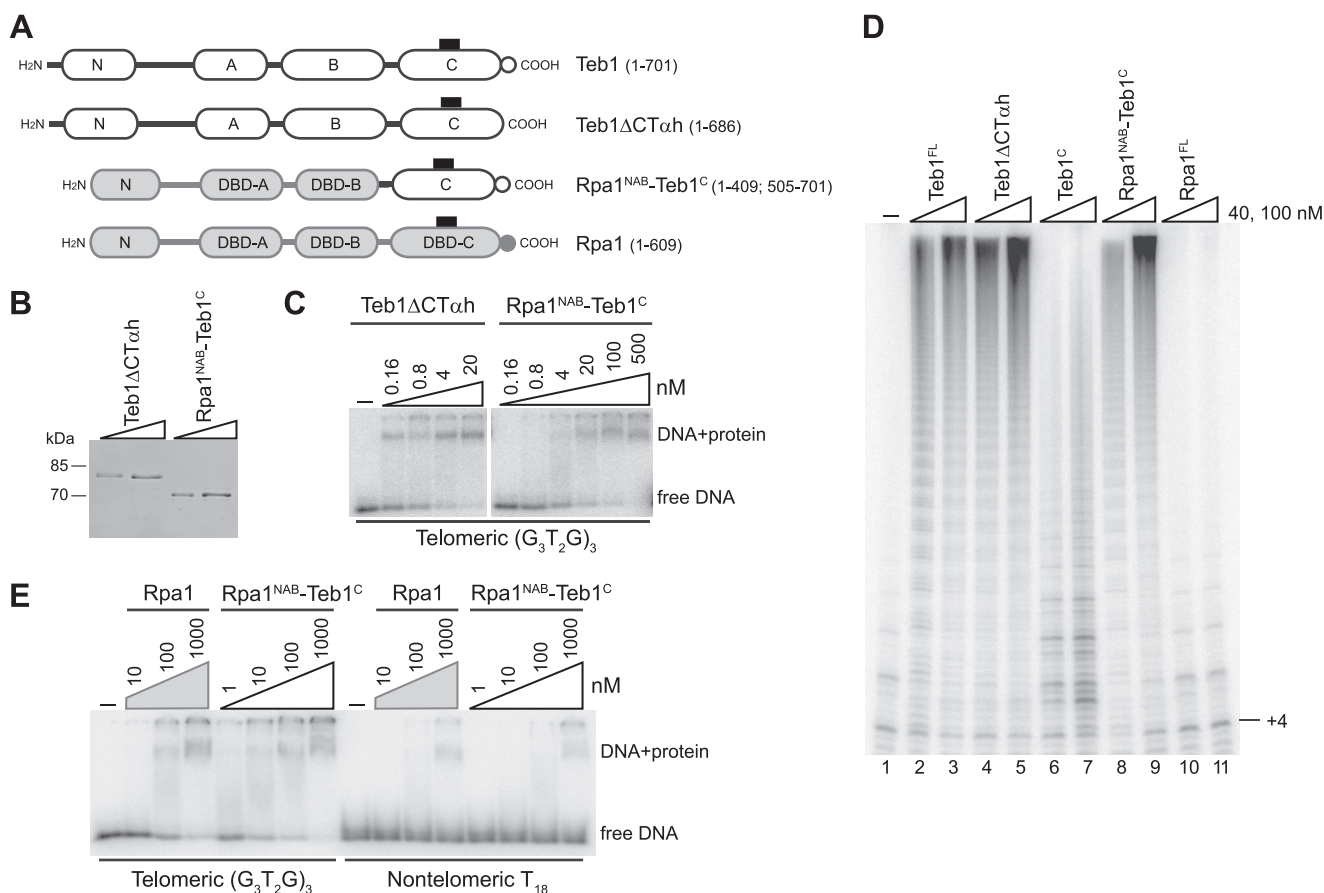 A
H₂N N A B C COOH Teb1 (1-701)
H₂N N A B C COOH Teb1ΔCTαh (1-686)
H₂N N DBD-A DBD-B C COOH Rpa1ᴺᴬᴮ-Teb1ᶜ (1-409; 505-701)
H₂N N DBD-A DBD-B DBD-C COOH Rpa1 (1-609)
B
Teb1ΔCTαh Rpa1ᴺᴬᴮ-Teb1ᶜ
kDa
85
70
C
Teb1ΔCTαh Rpa1ᴺᴬᴮ-Teb1ᶜ
– 0.16 0.8 4 20 0.16 0.8 4 20 100 500 nM
DNA+protein
free DNA
Telomeric (G₃T₂G)₃
D
– Teb1ᶠᴸ Teb1ΔCTαh Teb1ᶜ Rpa1ᴺᴬᴮ-Teb1ᶜ Rpa1ᶠᴸ
40, 100 nM
+4
1 2 3 4 5 6 7 8 9 10 11
E
Rpa1 Rpa1ᴺᴬᴮ-Teb1ᶜ Rpa1 Rpa1ᴺᴬᴮ-Teb1ᶜ
– 10 100 1000 1 10 100 1000 – 10 100 1000 1 10 100 1000 nM
DNA+protein
free DNA
Telomeric (G₃T₂G)₃ Nontelomeric T₁₈